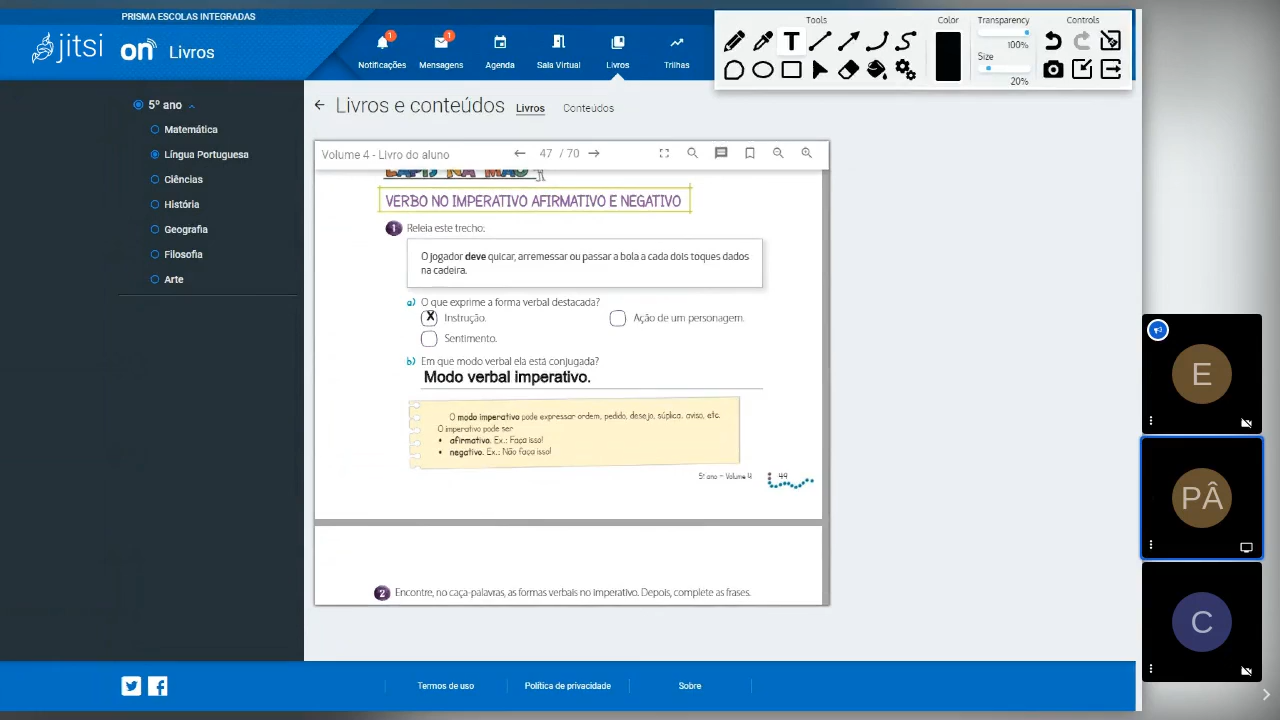 PRISMA ESCOLAS INTEGRADAS
jitsi
on
Livros
1
Notificações
1
Mensagens
Agenda
Sala Virtual
Livros
Trilhas
Tools
T
Color
Transparency
100%
Size
20%
Controls
5º ano
Matemática
Língua Portuguesa
Ciências
História
Geografia
Filosofia
Arte
Livros e conteúdos
Livros
Conteúdos
Volume 4 - Livro do aluno
47 / 70
LÁPIS NA MÃO
VERBO NO IMPERATIVO AFIRMATIVO E NEGATIVO
1 Releia este trecho:
O jogador deve quicar, arremessar ou passar a bola a cada dois toques dados
na cadeira.
a) O que exprime a forma verbal destacada?
X Instrução.
Ação de um personagem.
Sentimento.
b) Em que modo verbal ela está conjugada?
Modo verbal imperativo.
O modo imperativo pode expressar ordem, pedido, desejo, súplica, aviso, etc.
O imperativo pode ser
• afirmativo. Ex.: Faça isso!
• negativo. Ex.: Não faça isso!
5º ano – Volume 4
49
2 Encontre, no caça-palavras, as formas verbais no imperativo. Depois, complete as frases.
E
PÂ
C
Termos de uso
Política de privacidade
Sobre